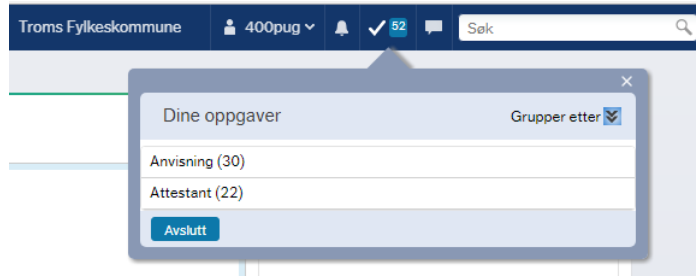 Troms Fylkeskommune 400pug 52 Søk
Dine oppgaver Grupper etter
Anvisning (30)
Attestant (22)
Avslutt